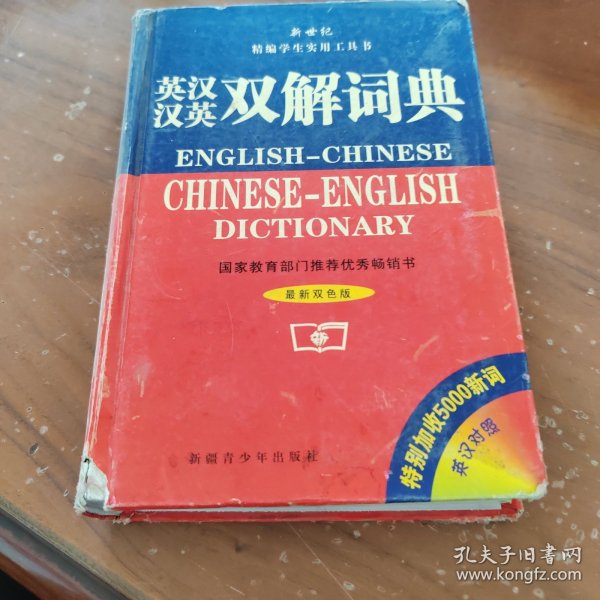 新世纪
精编学生实用工具书
英汉
汉英 双解词典
ENGLISH-CHINESE
CHINESE-ENGLISH
DICTIONARY
国家教育部门推荐优秀畅销书
最新双色版
特别加收5000新词
英汉对照
新疆青少年出版社
孔夫子旧书网
www.kongfz.com